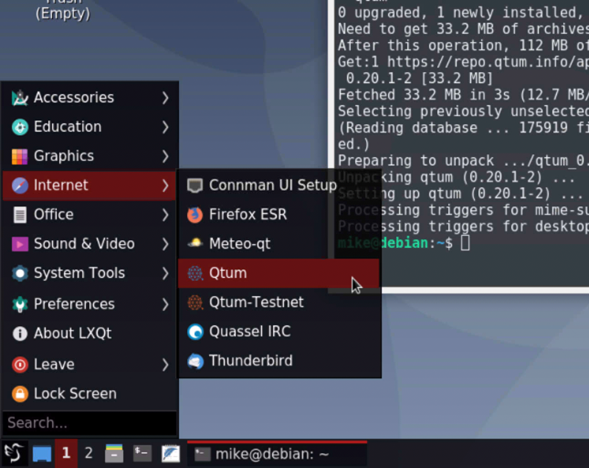 (Empty)
0 upgraded, 1 newly installed,
Need to get 33.2 MB of archives
After this operation, 112 MB of
Get:1 https://repo.qtum.info/ap
0.20.1-2 [33.2 MB]
Fetched 33.2 MB in 3s (12.7 MB/
Selecting previously unselected
(Reading database ... 175919 fi
ed.)
Preparing to unpack .../qtum_0.
Unpacking qtum (0.20.1-2) ...
Setting up qtum (0.20.1-2) ...
Processing triggers for mime-su
Processing triggers for desktop
mike@debian:~$
Accessories
Education
Graphics
Internet
Office
Sound & Video
System Tools
Preferences
About LXQt
Leave
Lock Screen
Search...
Connman UI Setup
Firefox ESR
Meteo-qt
Qtum
Qtum-Testnet
Quassel IRC
Thunderbird
1
2
mike@debian: ~